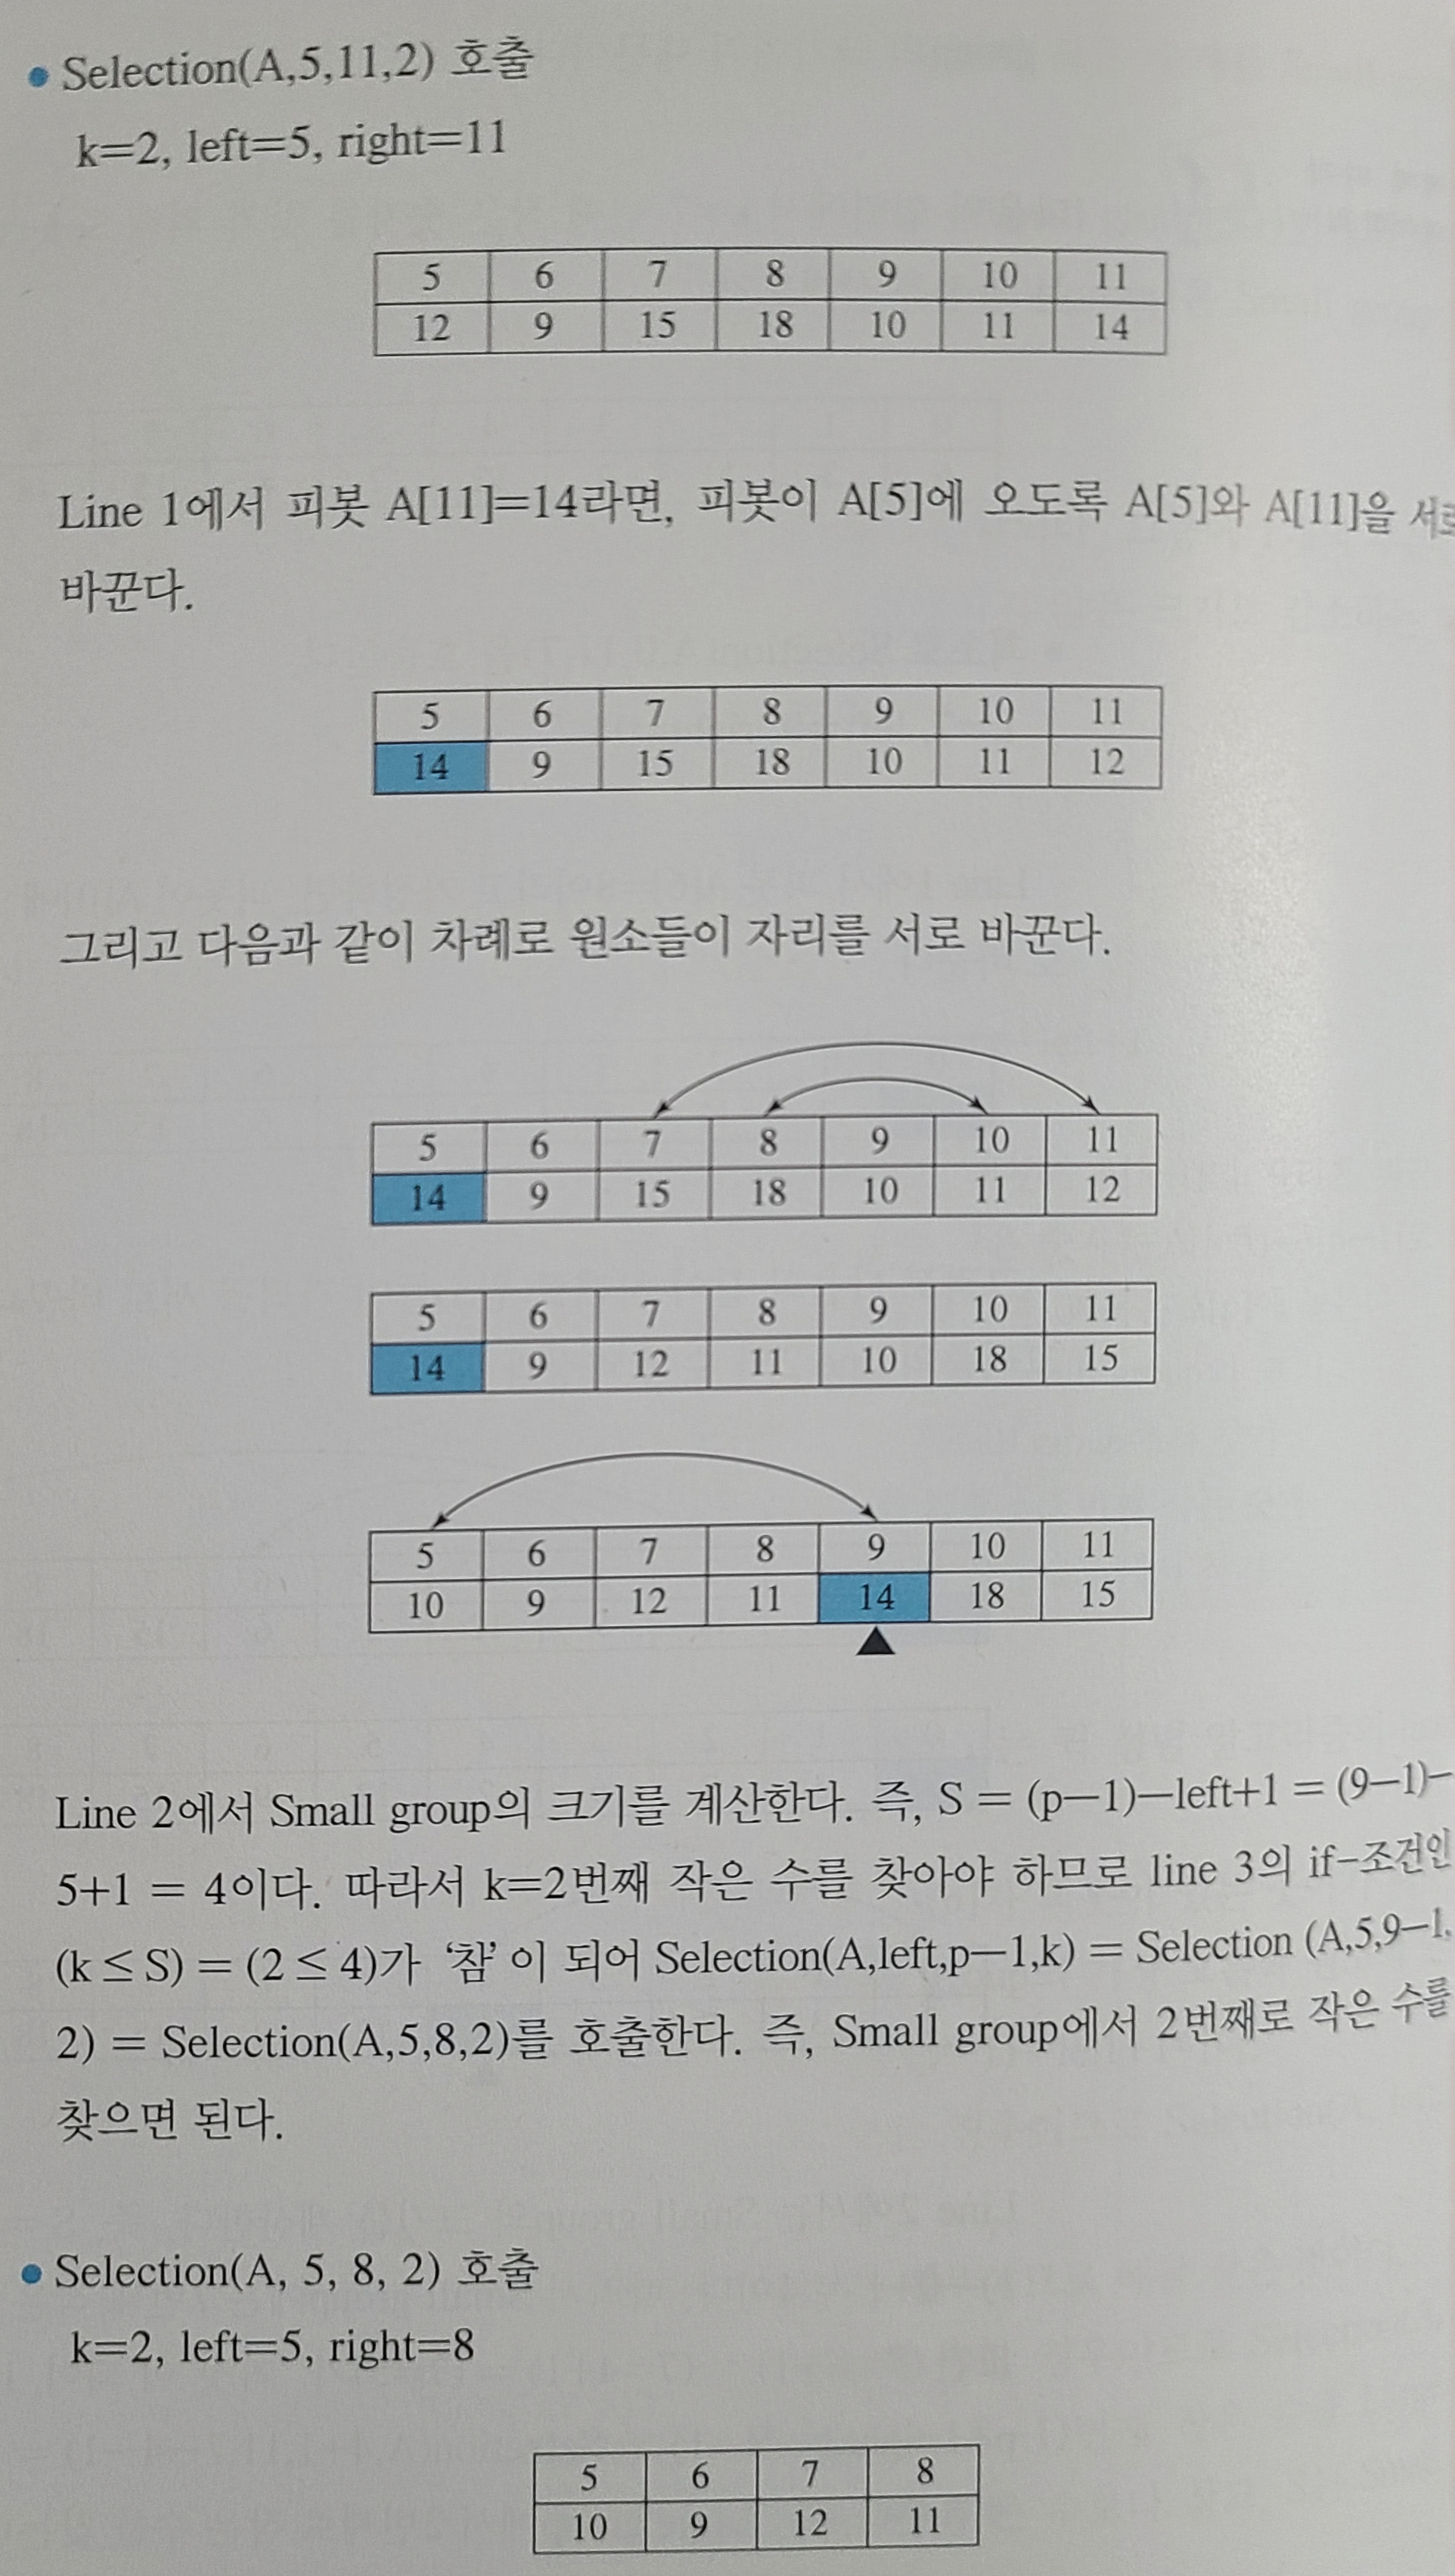 • Selection(A,5,11,2) 호출
k=2, left=5, right=11
5 6 7 8 9 10 11
12 9 15 18 10 11 14
Line 1에서 피봇 A[11]=14라면, 피봇이 A[5]에 오도록 A[5]와 A[11]을 서로
바꾼다.
5 6 7 8 9 10 11
14 9 15 18 10 11 12
그리고 다음과 같이 차례로 원소들이 자리를 서로 바꾼다.
5 6 7 8 9 10 11
14 9 15 18 10 11 12
5 6 7 8 9 10 11
14 9 12 11 10 18 15
5 6 7 8 9 10 11
10 9 12 11 14 18 15
Line 2에서 Small group의 크기를 계산한다. 즉, S = (p−1)−left+1 = (9−1)−
5+1 = 4이다. 따라서 k=2번째 작은 수를 찾아야 하므로 line 3의 if-조건인
(k ≤ S) = (2 ≤ 4)가 ‘참’이 되어 Selection(A,left,p−1,k) = Selection (A,5,9−1,
2) = Selection(A,5,8,2)를 호출한다. 즉, Small group에서 2번째로 작은 수를
찾으면 된다.
• Selection(A, 5, 8, 2) 호출
k=2, left=5, right=8
5 6 7 8
10 9 12 11